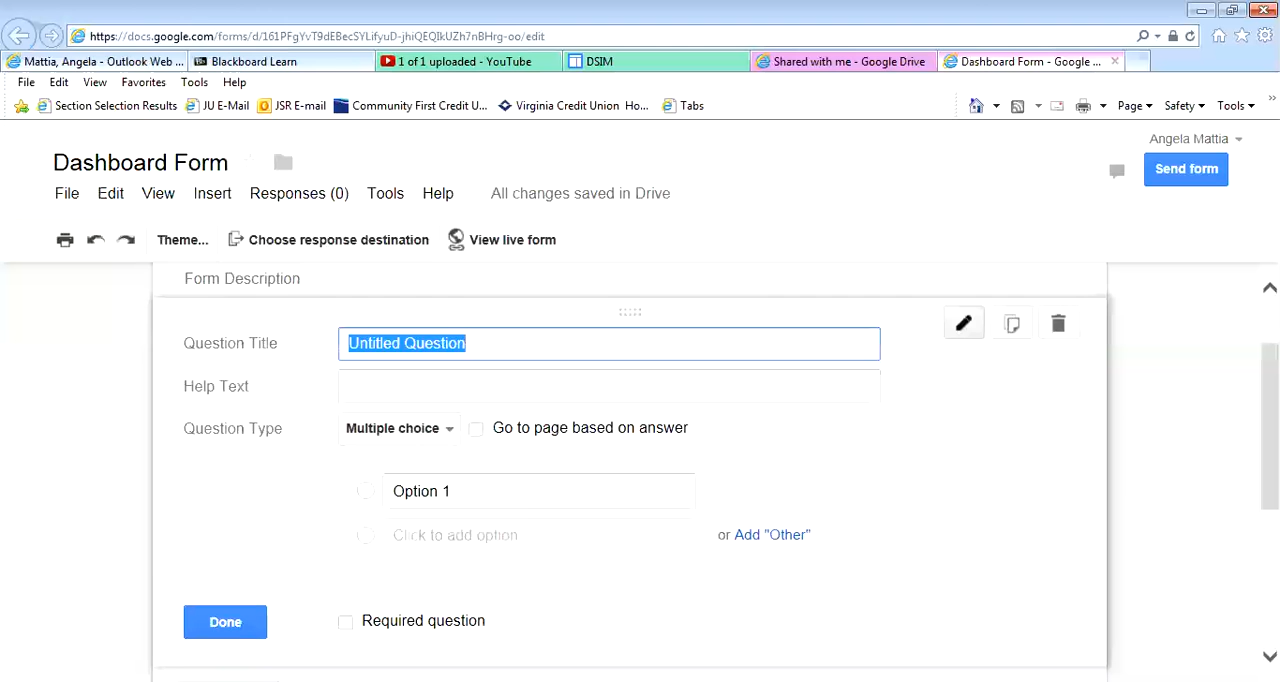 https://docs.google.com/forms/d/161PFgYvT9dEBecSYLifyuD-jhiQEQIkUZh7nBHrg-oo/edit
Mattia, Angela - Outlook Web ... Blackboard Learn 1 of 1 uploaded - YouTube DSIM Shared with me - Google Drive Dashboard Form - Google ...
File Edit View Favorites Tools Help
Section Selection Results JU E-Mail JSR E-mail Community First Credit U... Virginia Credit Union Ho... Tabs Page Safety Tools
Angela Mattia
Dashboard Form
Send form
File Edit View Insert Responses (0) Tools Help All changes saved in Drive
Theme... Choose response destination View live form
Form Description
Question Title Untitled Question
Help Text
Question Type Multiple choice Go to page based on answer
Option 1
Click to add option or Add "Other"
Done Required question